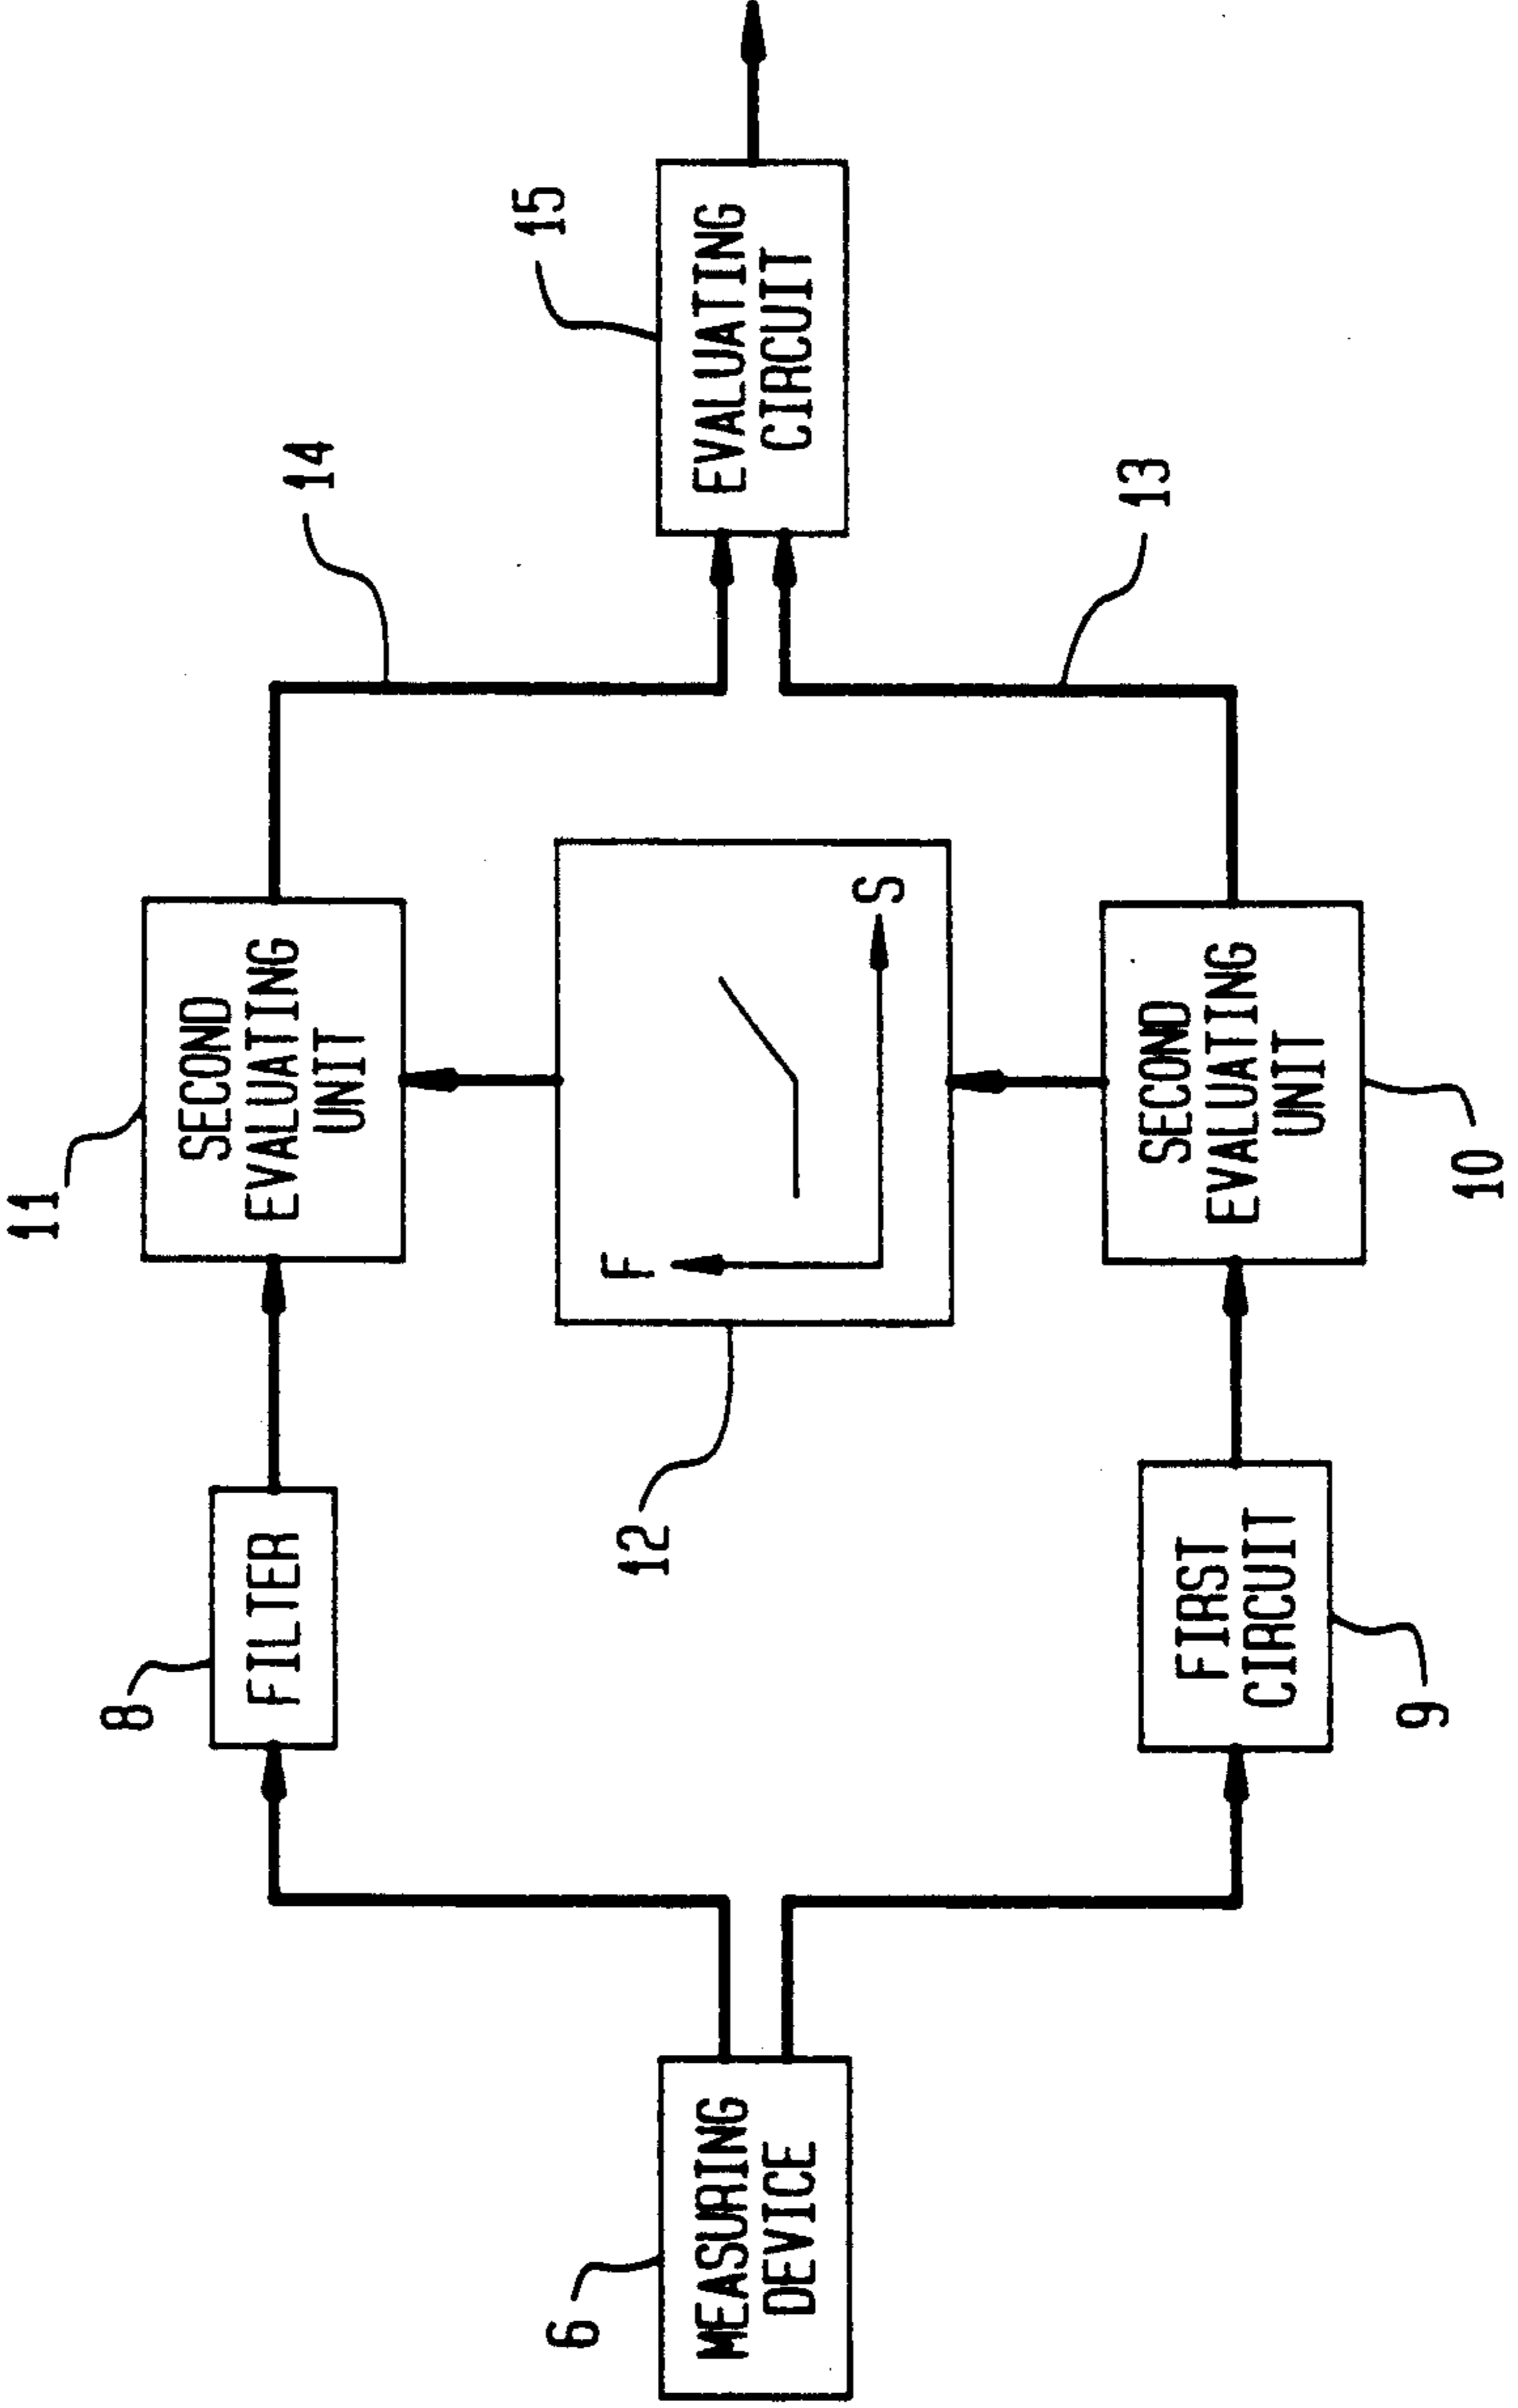 11
SECOND
EVALUATING
UNIT
14
15
EVALUATING
CIRCUIT
8
FILTER
F
S
12
6
MEASURING
DEVICE
FIRST
CIRCUIT
9
SECOND
EVALUATING
UNIT
10
13